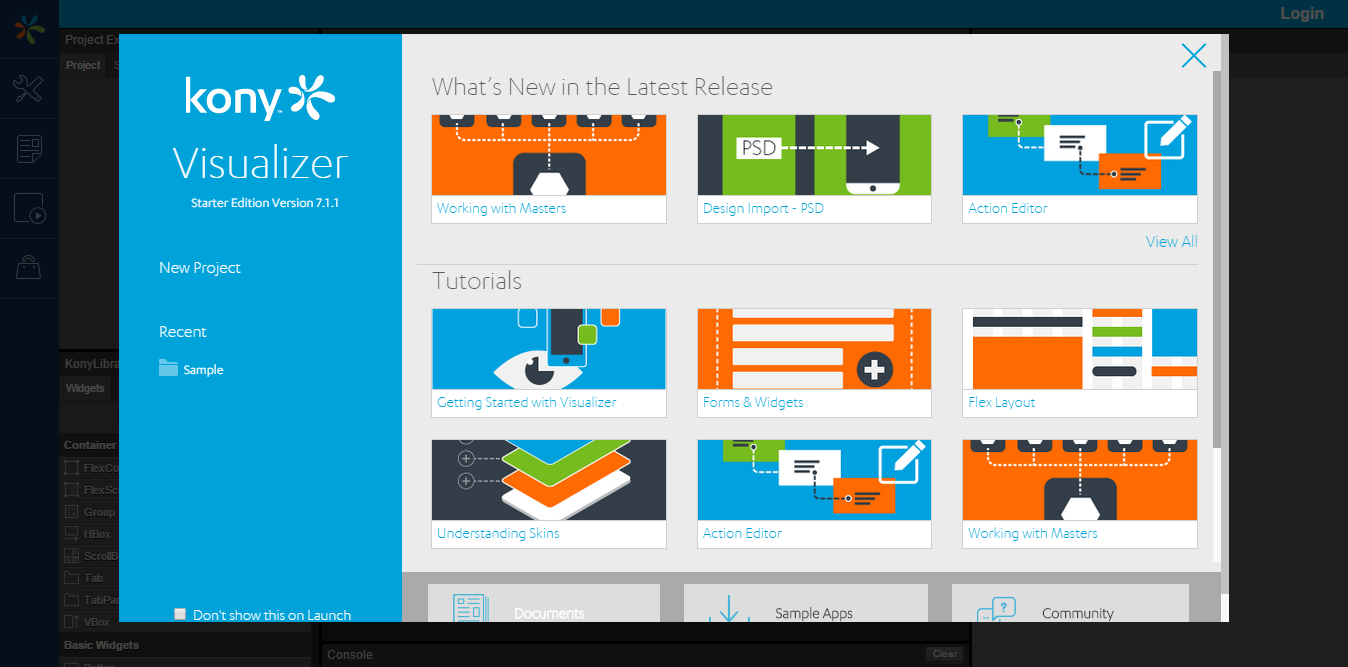 Login
Project Ex
Project S
kony
Visualizer
Starter Edition Version 7.1.1
New Project
Recent
Sample
Don't show this on Launch
What's New in the Latest Release
PSD
Working with Masters
Design Import - PSD
Action Editor
View All
Tutorials
Getting Started with Visualizer
Forms & Widgets
Flex Layout
Understanding Skins
Action Editor
Working with Masters
Documents
Sample Apps
Community
KonyLibra
Widgets
Container
FlexCo
FlexScr
Group
HBox
ScrollB
Tab
TabPan
VBox
Basic Widgets
Button
Console
Clear